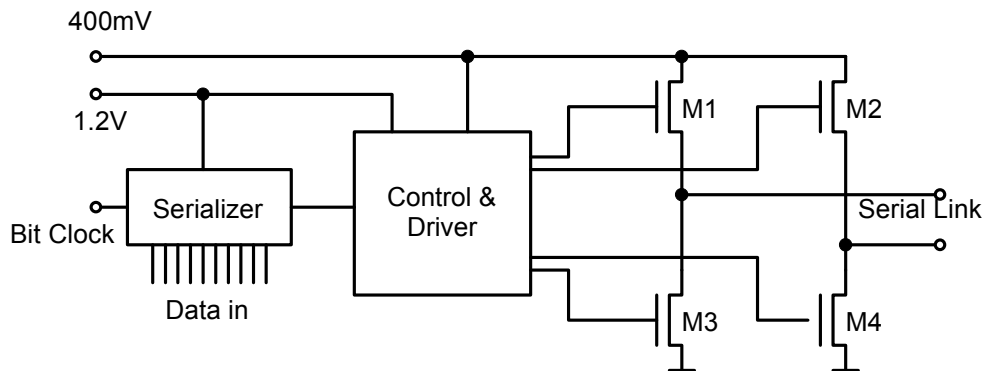 400mV
1.2V
M1
M2
Serializer
Control &
Driver
Serial Link
Bit Clock
Data in
M3
M4